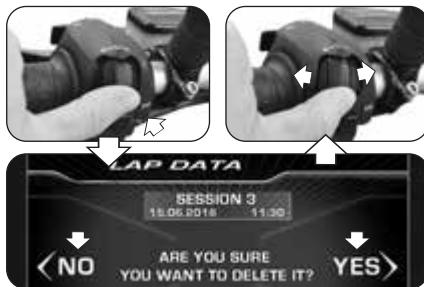 LAP DATA
SESSION 3
15.06.2016 11:30
<NO
ARE YOU SURE
YOU WANT TO DELETE IT?
YES>